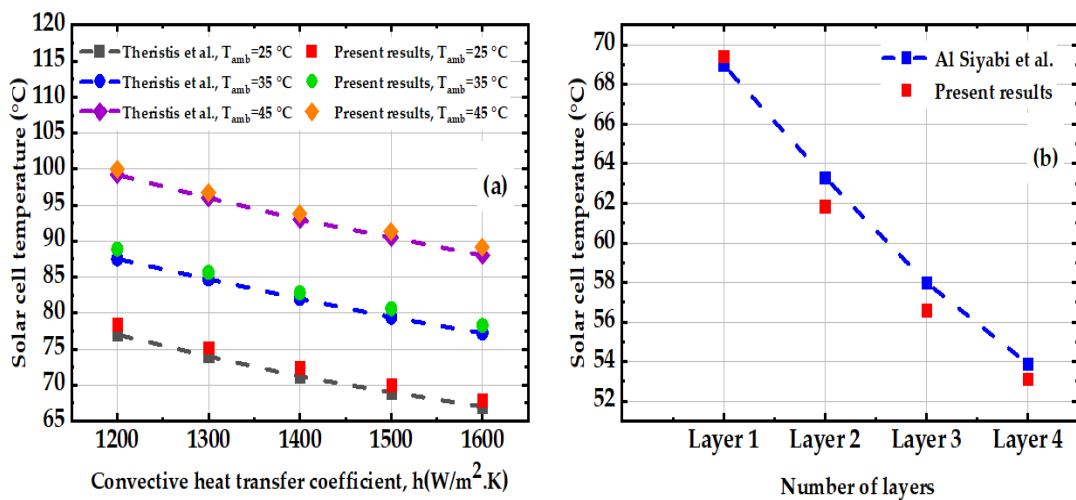 120
115
110
105
100
95
90
85
80
75
70
65
Solar cell temperature (°C)
Theristis et al., Tamb=25 °C
Present results, Tamb=25 °C
Theristis et al., Tamb=35 °C
Present results, Tamb=35 °C
Theristis et al., Tamb=45 °C
Present results, Tamb=45 °C
(a)
1200 1300 1400 1500 1600
Convective heat transfer coefficient, h(W/m².K)
70
68
66
64
62
60
58
56
54
52
Solar cell temperature (°C)
Al Siyabi et al.
Present results
(b)
Layer 1 Layer 2 Layer 3 Layer 4
Number of layers